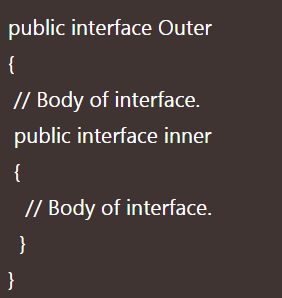 public interface Outer
{
// Body of interface.
public interface inner
{
// Body of interface.
}
}